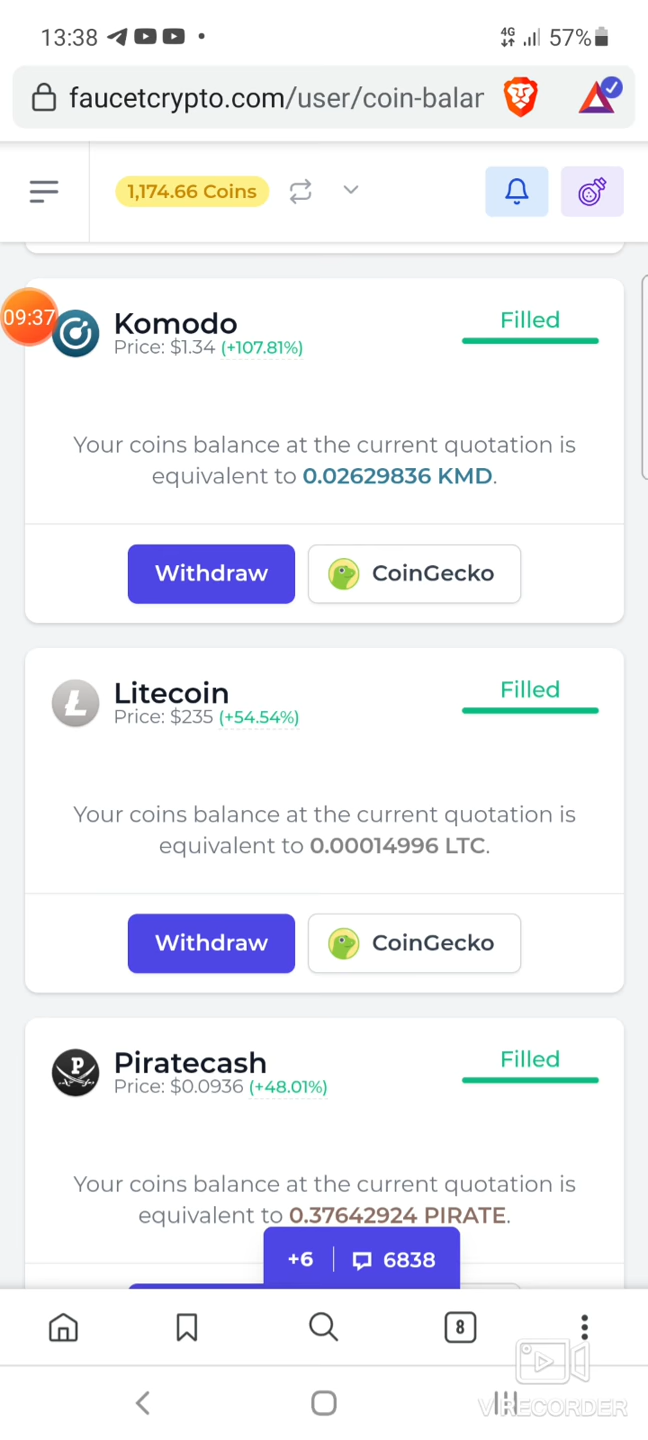 13:38
4G
57%
faucetcrypto.com/user/coin-balar
1,174.66 Coins
09:37
Komodo
Filled
Price: $1.34 (+107.81%)
Your coins balance at the current quotation is
equivalent to 0.02629836 KMD.
Withdraw
CoinGecko
Litecoin
Filled
Price: $235 (+54.54%)
Your coins balance at the current quotation is
equivalent to 0.00014996 LTC.
Withdraw
CoinGecko
Piratecash
Filled
Price: $0.0936 (+48.01%)
Your coins balance at the current quotation is
equivalent to 0.37642924 PIRATE.
+6
6838
8
VIRECORDER